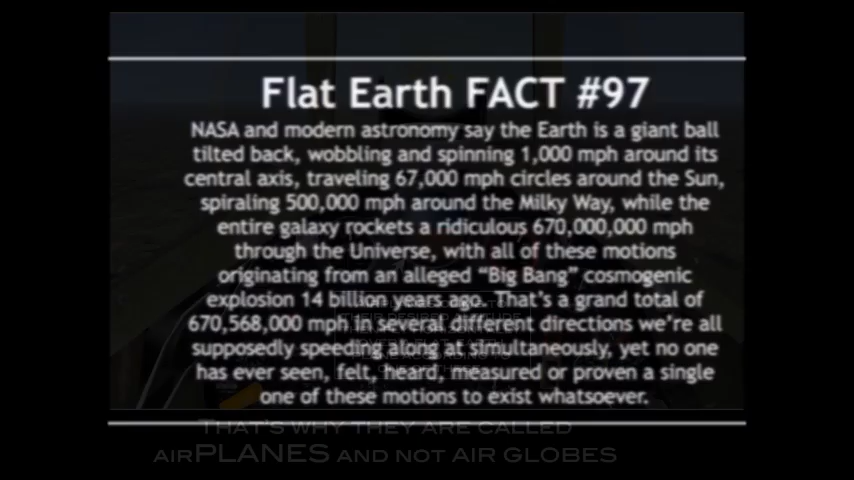 Flat Earth FACT #97
NASA and modern astronomy say the Earth is a giant ball
tilted back, wobbling and spinning 1,000 mph around its
central axis, traveling 67,000 mph circles around the Sun,
spiraling 500,000 mph around the Milky Way, while the
entire galaxy rockets a ridiculous 670,000,000 mph
through the Universe, with all of these motions
originating from an alleged “Big Bang” cosmogenic
explosion 14 billion years ago. That’s a grand total of
670,568,000 mph in several different directions we’re all
supposedly speeding along at simultaneously, yet no one
has ever seen, felt, heard, measured or proven a single
one of these motions to exist whatsoever.
THAT'S WHY THEY ARE CALLED
AIRPLANES AND NOT AIR GLOBES